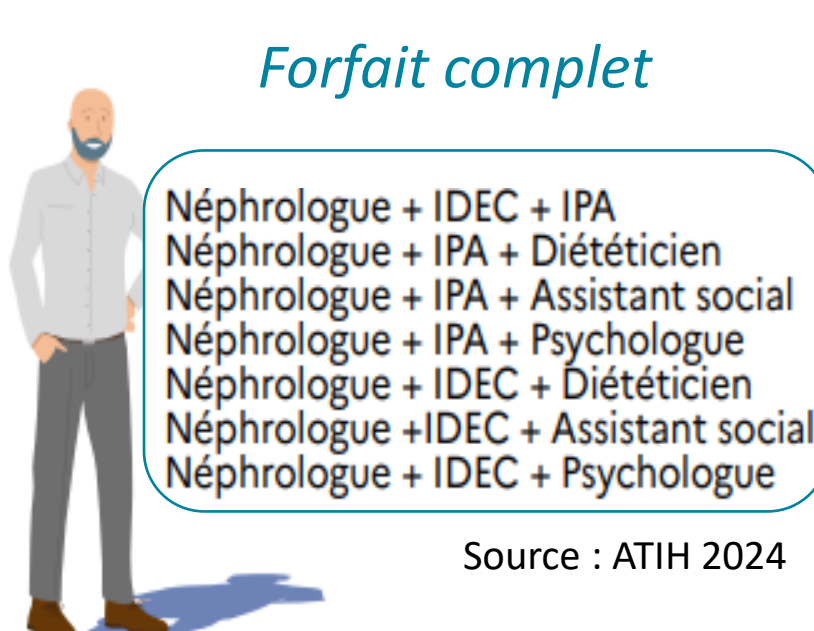 Forfait complet
Néphrologue + IDEC + IPA
Néphrologue + IPA + Diététicien
Néphrologue + IPA + Assistant social
Néphrologue + IPA + Psychologue
Néphrologue + IDEC + Diététicien
Néphrologue +IDEC + Assistant social
Néphrologue + IDEC + Psychologue
Source : ATIH 2024